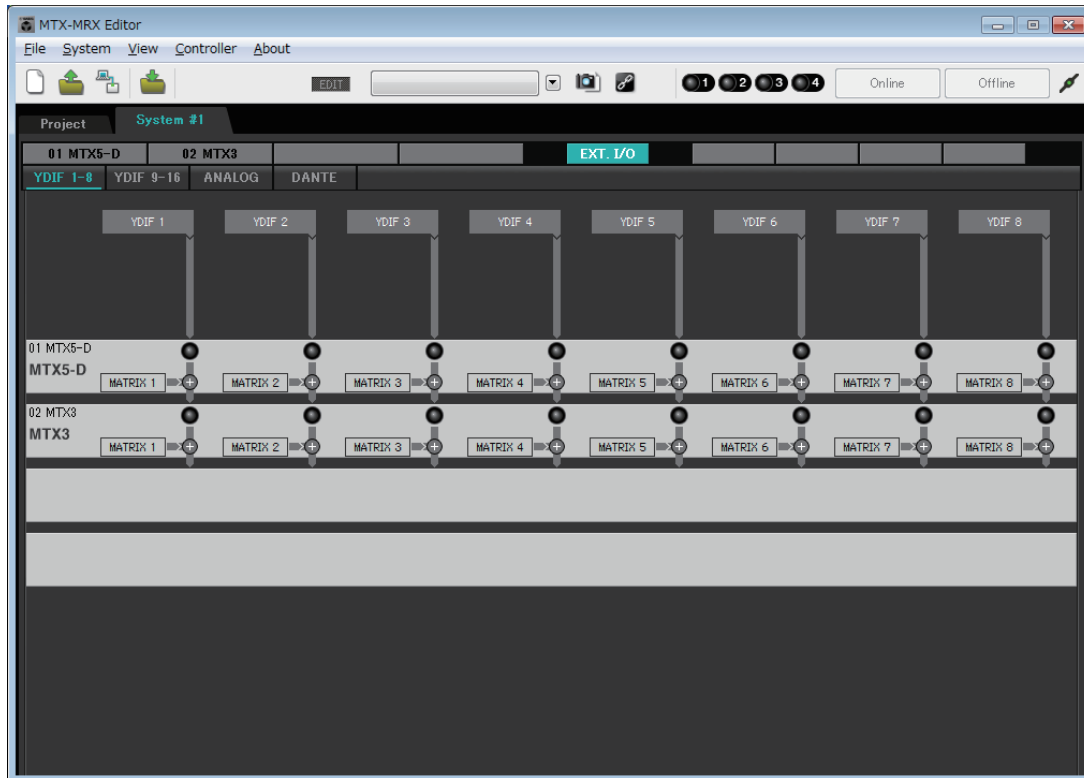 MTX-MRX Editor
File System View Controller About
EDIT 1 2 3 4 Online Offline
Project System #1
01 MTX5-D 02 MTX3 EXT. I/O
YDIF 1-8 YDIF 9-16 ANALOG DANTE
YDIF 1 YDIF 2 YDIF 3 YDIF 4 YDIF 5 YDIF 6 YDIF 7 YDIF 8
01 MTX5-D
MTX5-D
MATRIX 1 MATRIX 2 MATRIX 3 MATRIX 4 MATRIX 5 MATRIX 6 MATRIX 7 MATRIX 8
02 MTX3
MTX3
MATRIX 1 MATRIX 2 MATRIX 3 MATRIX 4 MATRIX 5 MATRIX 6 MATRIX 7 MATRIX 8